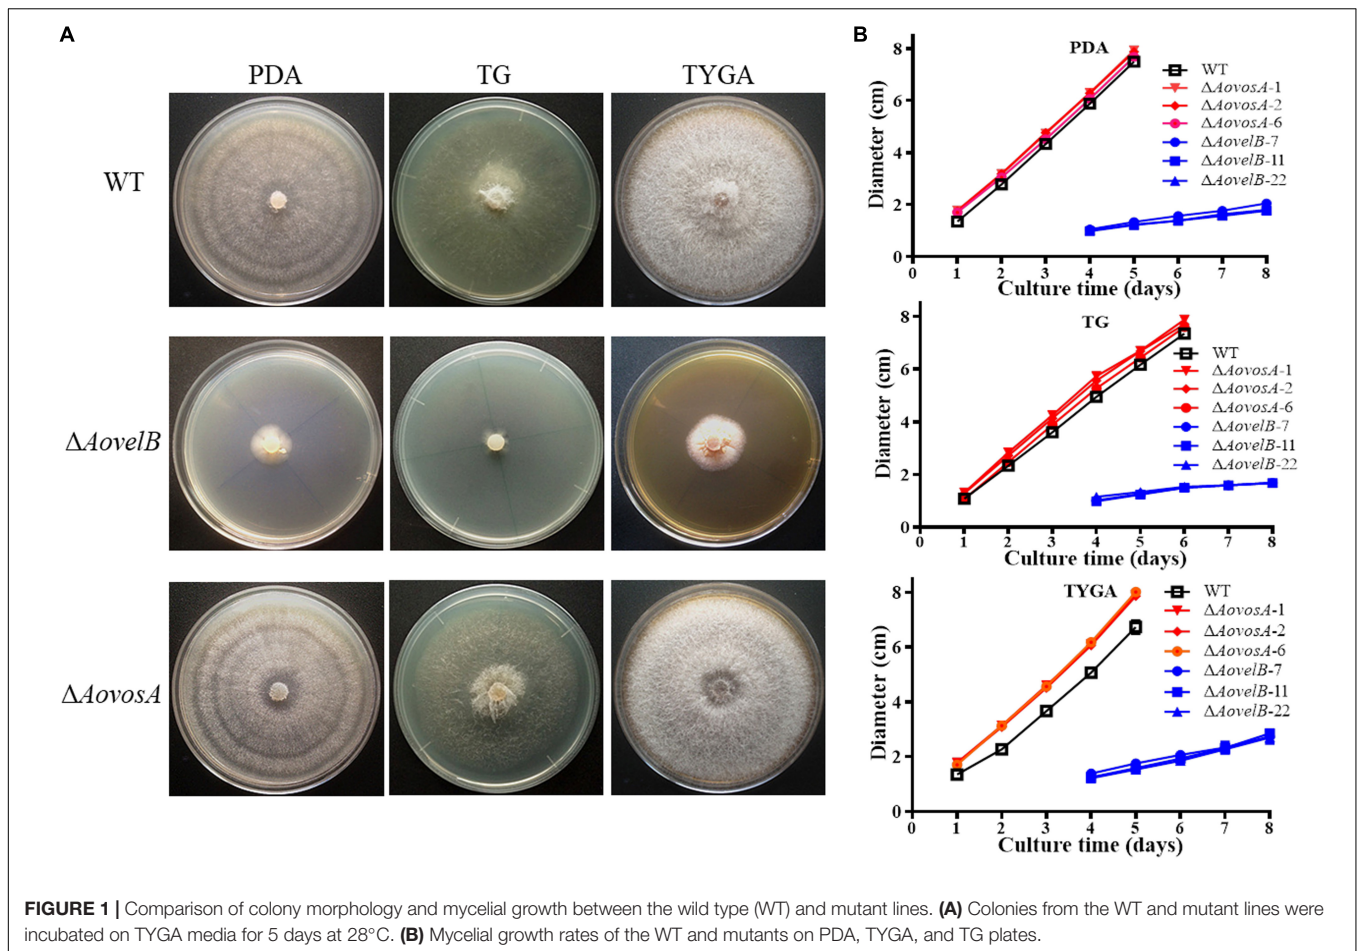 A
PDA TG TYGA
WT
ΔAovelB
ΔAovosA
B
PDA
Diameter (cm)
8
6
4
2
0
0 1 2 3 4 5 6 7 8
Culture time (days)
WT
ΔAovosA-1
ΔAovosA-2
ΔAovosA-6
ΔAovelB-7
ΔAovelB-11
ΔAovelB-22
TG
Diameter (cm)
8
6
4
2
0
0 1 2 3 4 5 6 7 8
Culture time (days)
WT
ΔAovosA-1
ΔAovosA-2
ΔAovosA-6
ΔAovelB-7
ΔAovelB-11
ΔAovelB-22
TYGA
Diameter (cm)
8
6
4
2
0
0 1 2 3 4 5 6 7 8
Culture time (days)
WT
ΔAovosA-1
ΔAovosA-2
ΔAovosA-6
ΔAovelB-7
ΔAovelB-11
ΔAovelB-22
FIGURE 1 | Comparison of colony morphology and mycelial growth between the wild type (WT) and mutant lines. (A) Colonies from the WT and mutant lines were
incubated on TYGA media for 5 days at 28°C. (B) Mycelial growth rates of the WT and mutants on PDA, TYGA, and TG plates.